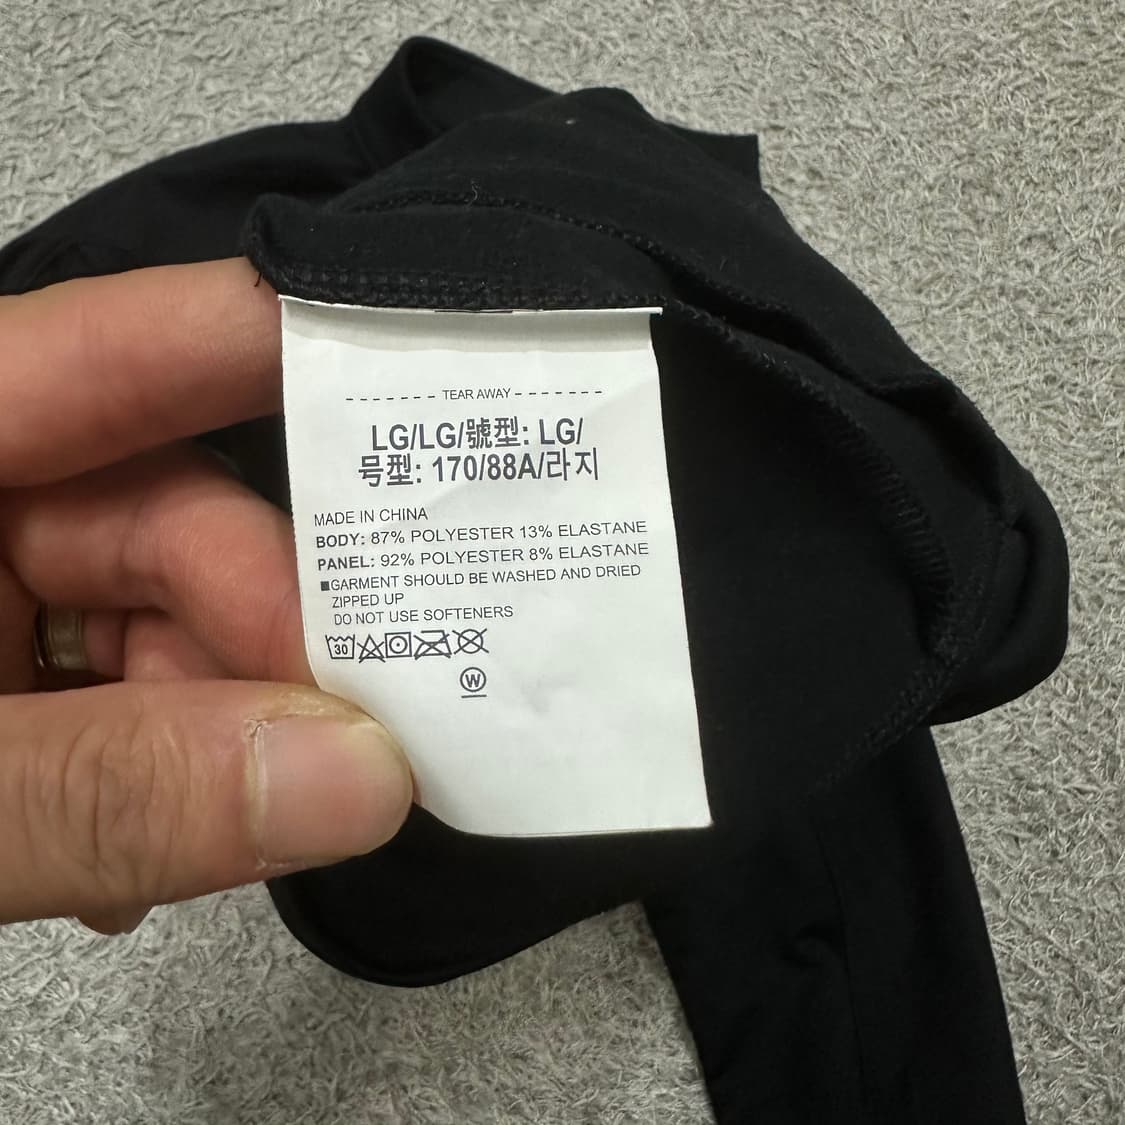 - - - - - - - TEAR AWAY - - - - - - -
LG/LG/號型: LG/
号型: 170/88A/라지
MADE IN CHINA
BODY: 87% POLYESTER 13% ELASTANE
PANEL: 92% POLYESTER 8% ELASTANE
■GARMENT SHOULD BE WASHED AND DRIED
ZIPPED UP
DO NOT USE SOFTENERS
30
W